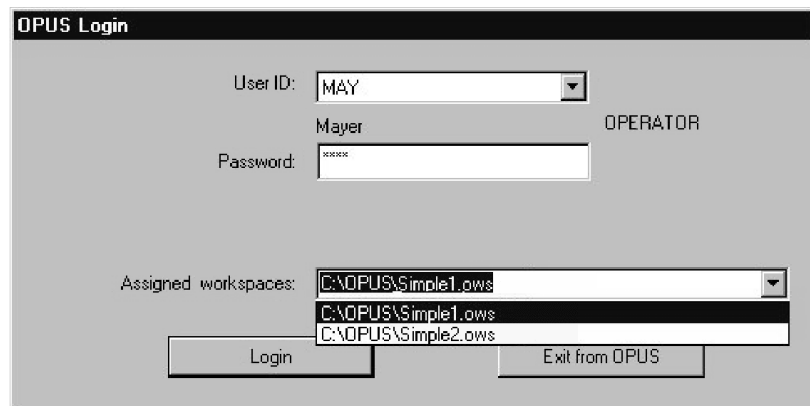 OPUS Login
User ID: MAY
Mayer OPERATOR
Password: ****
Assigned workspaces: C:\OPUS\Simple1.ows
C:\OPUS\Simple1.ows
C:\OPUS\Simple2.ows
Login Exit from OPUS